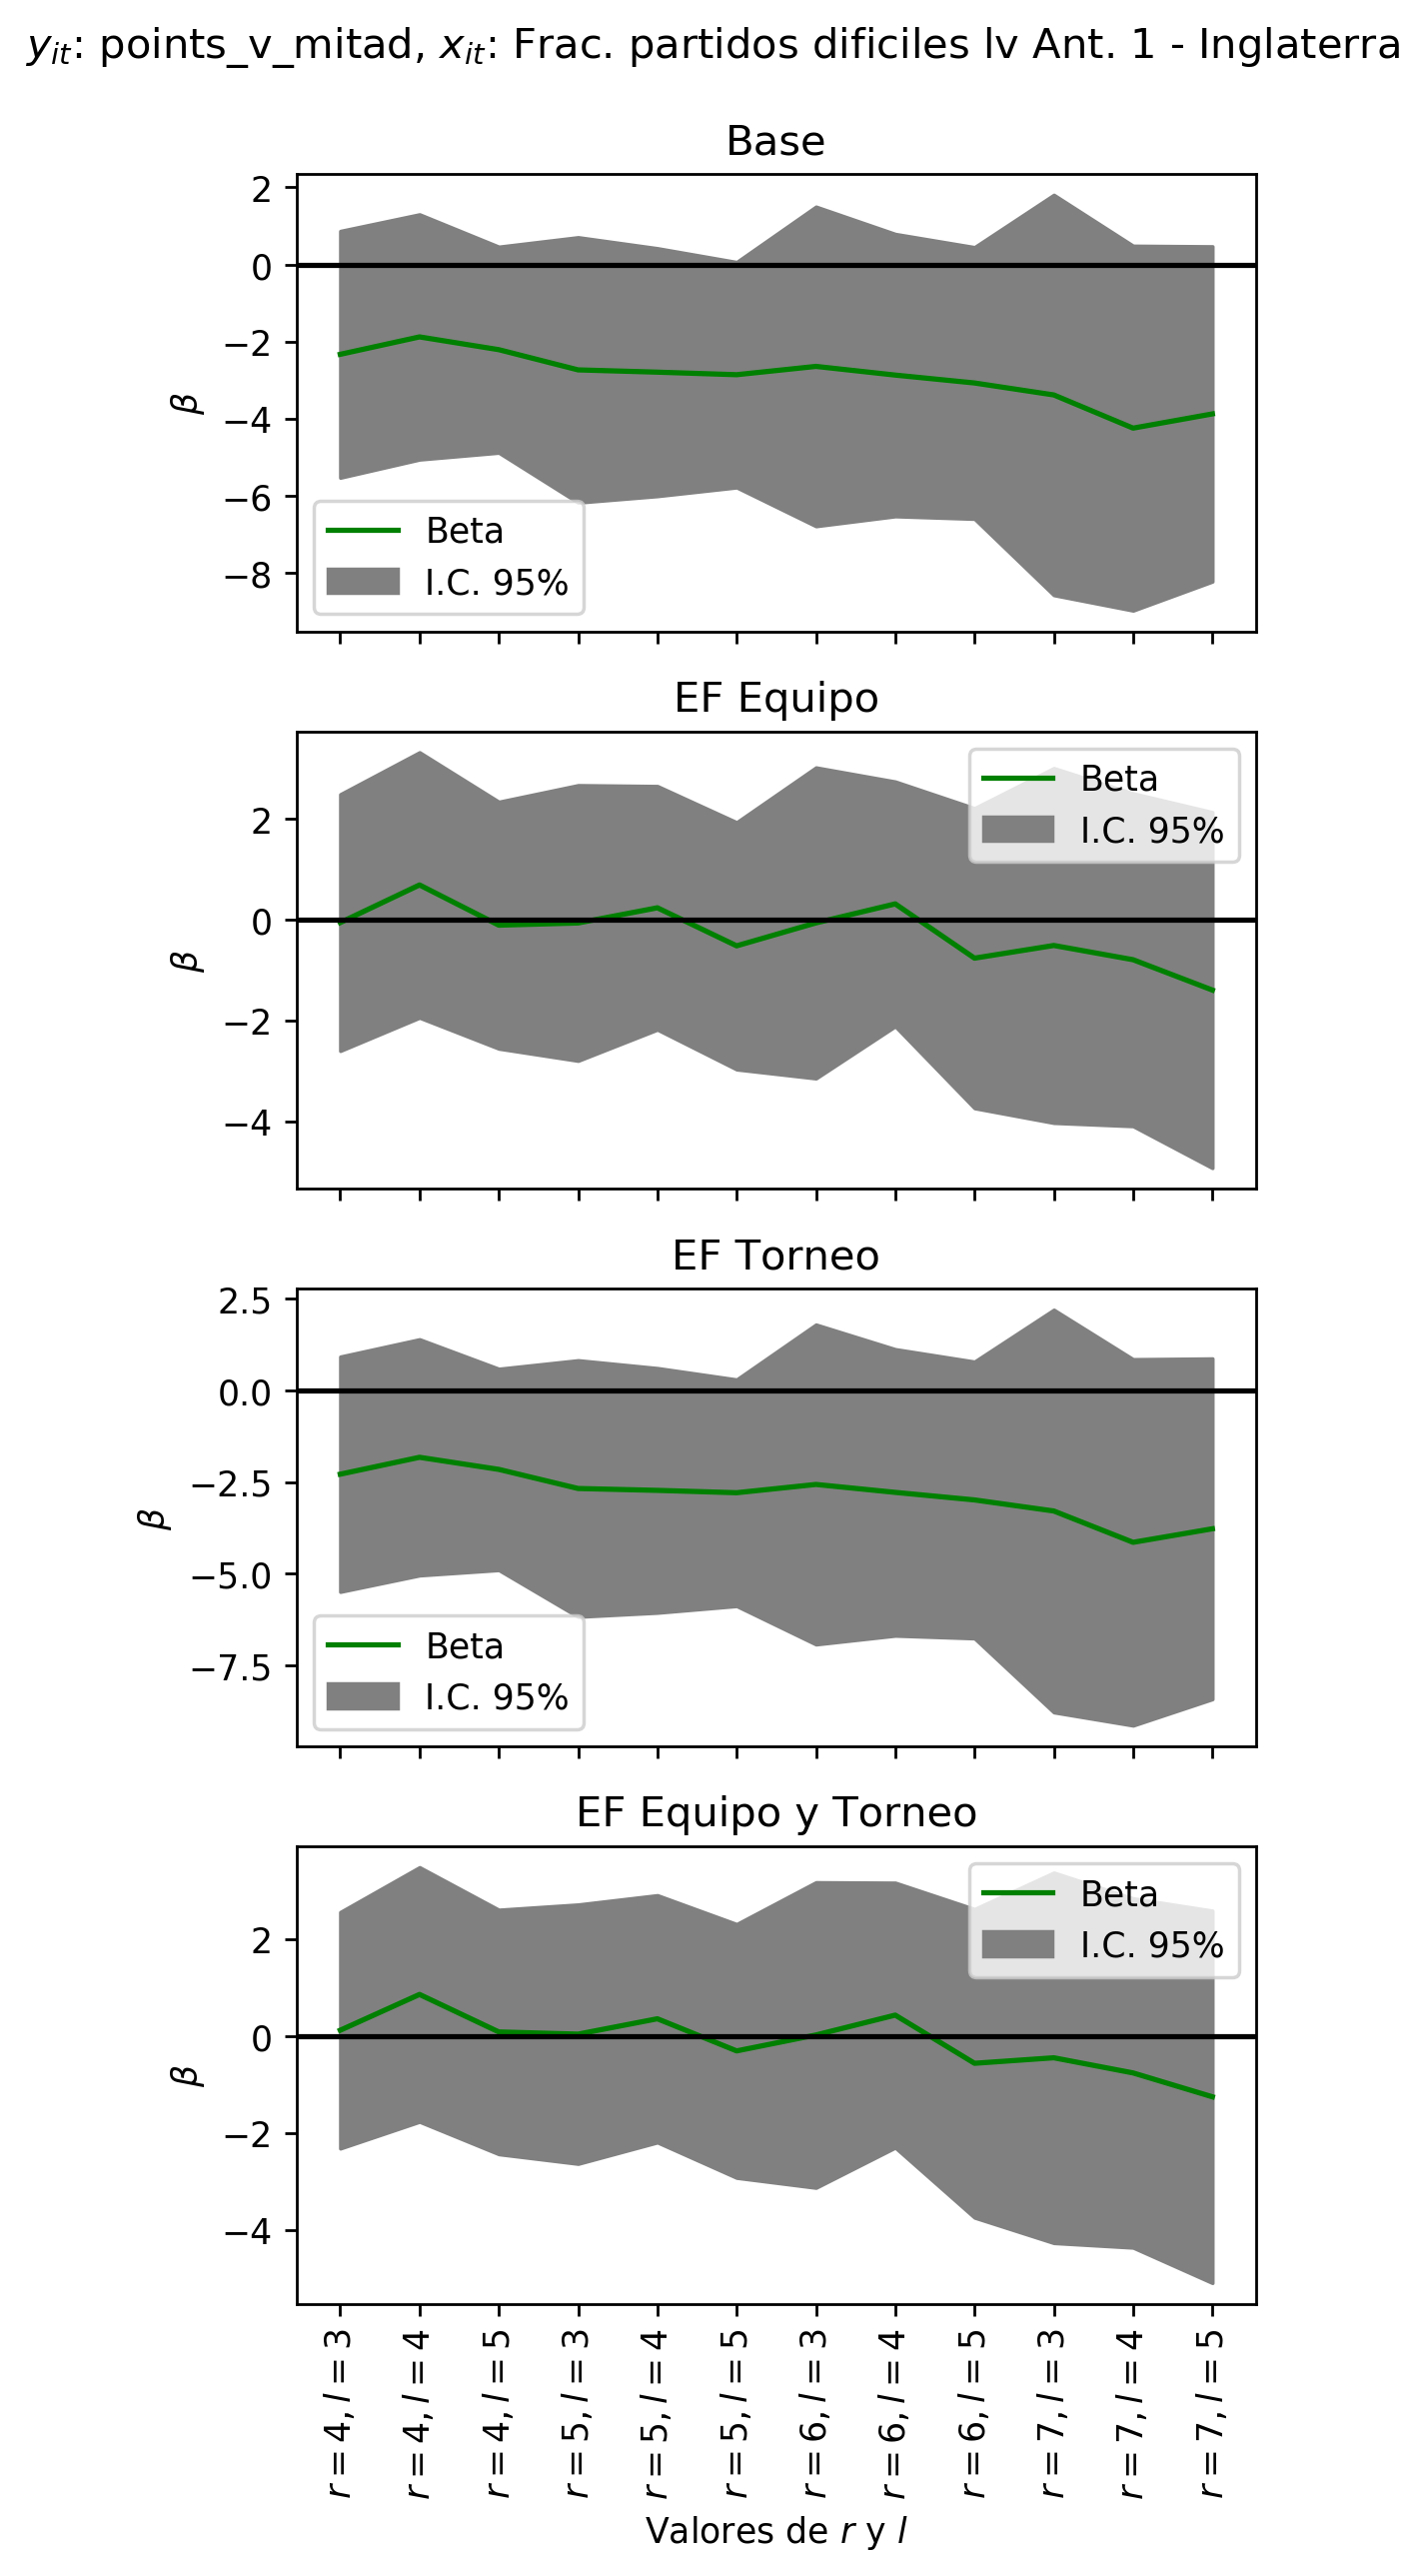 y_it: points_v_mitad, x_it: Frac. partidos dificiles lv Ant. 1 - Inglaterra
Base
2
0
−2
−4
−6
−8
β
Beta
I.C. 95%
EF Equipo
2
0
−2
−4
β
Beta
I.C. 95%
EF Torneo
2.5
0.0
−2.5
−5.0
−7.5
β
Beta
I.C. 95%
EF Equipo y Torneo
2
0
−2
−4
β
Beta
I.C. 95%
r = 4, l = 3
r = 4, l = 4
r = 4, l = 5
r = 5, l = 3
r = 5, l = 4
r = 5, l = 5
r = 6, l = 3
r = 6, l = 4
r = 6, l = 5
r = 7, l = 3
r = 7, l = 4
r = 7, l = 5
Valores de r y l